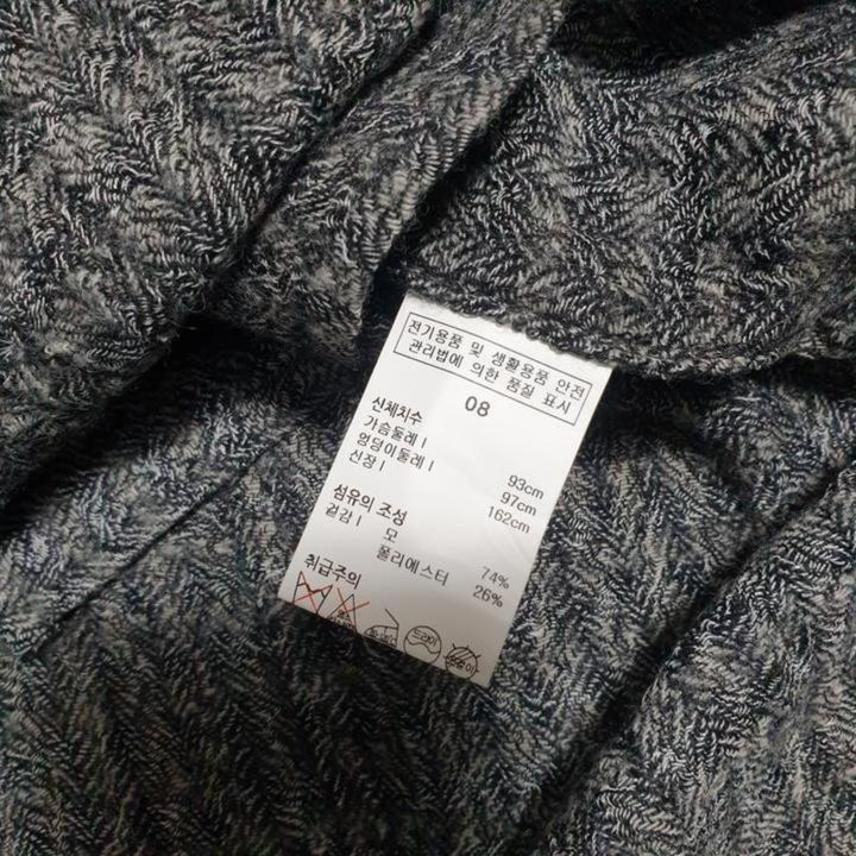 전기용품 및 생활용품 안전
관리법에 의한 품질 표시
08
신체치수
가슴둘레 I 93cm
엉덩이둘레 I 97cm
신장 I 162cm
섬유의 조성
겉감 I 모 74%
폴리에스터 26%
취급주의
드라이